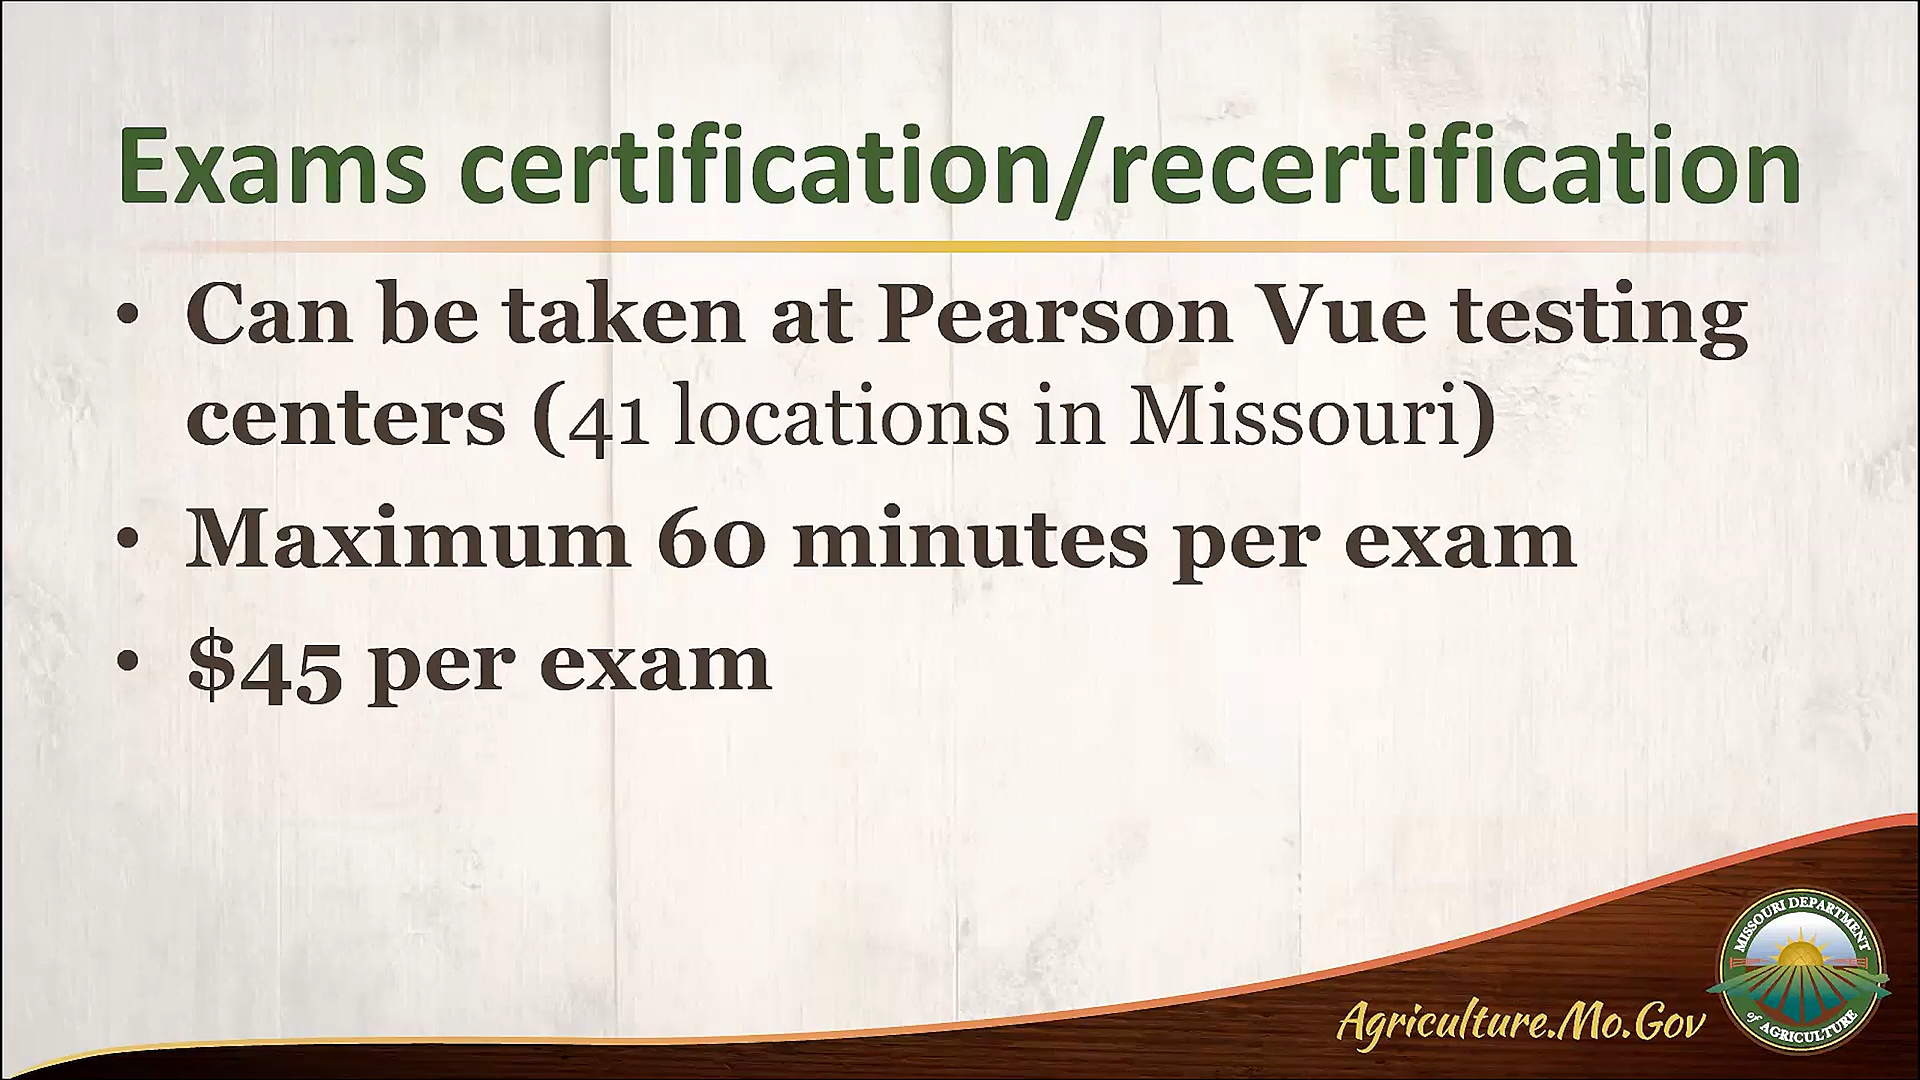 Exams certification/recertification
• Can be taken at Pearson Vue testing
centers (41 locations in Missouri)
• Maximum 60 minutes per exam
• $45 per exam
Agriculture.Mo.Gov
MISSOURI DEPARTMENT
of AGRICULTURE